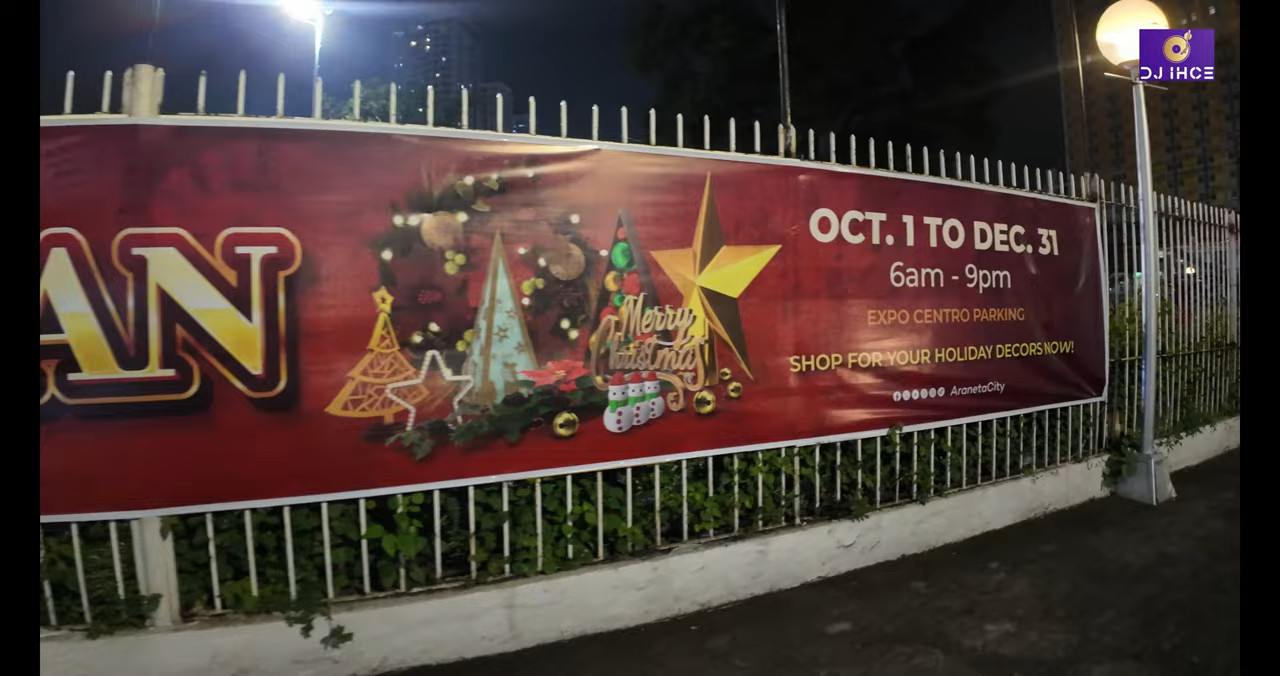 DJ IHCE
AN
Merry
Christmas
OCT. 1 TO DEC. 31
6am - 9pm
EXPO CENTRO PARKING
SHOP FOR YOUR HOLIDAY DECORS NOW!
AranetaCity